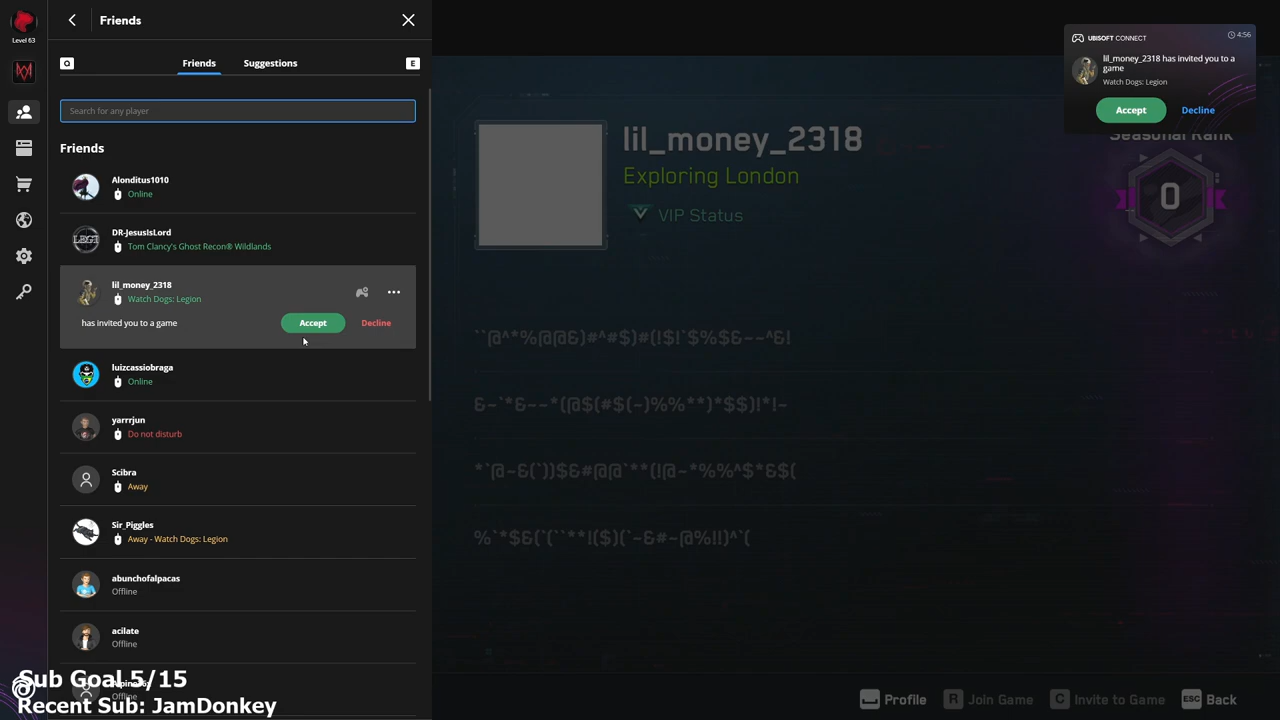 Level 63
Friends
Q
Friends
Suggestions
E
Search for any player
Friends
Alonditus1010
Online
DR-JesusIsLord
Tom Clancy's Ghost Recon® Wildlands
lil_money_2318
Watch Dogs: Legion
has invited you to a game
Accept
Decline
luizcassiobraga
Online
yarrrjun
Do not disturb
Scibra
Away
Sir_Piggles
Away - Watch Dogs: Legion
abunchofalpacas
Offline
acilate
Offline
Offline
Sub Goal 5/15
Recent Sub: JamDonkey
lil_money_2318
Exploring London
VIP Status
UBISOFT CONNECT
4:56
lil_money_2318 has invited you to a
game
Watch Dogs: Legion
Accept
Decline
Seasonal Rank
0
Profile
R Join Game
C Invite to Game
ESC Back